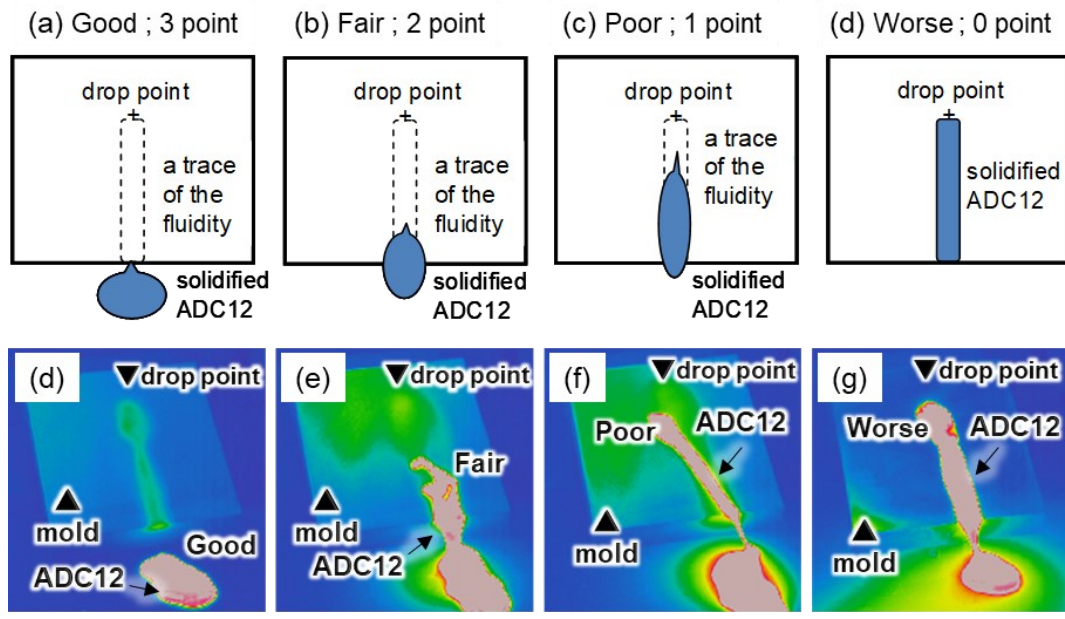 (a) Good ; 3 point
(b) Fair ; 2 point
(c) Poor ; 1 point
(d) Worse ; 0 point
drop point
+
a trace
of the
fluidity
solidified
ADC12
drop point
+
a trace
of the
fluidity
solidified
ADC12
drop point
+
a trace
of the
fluidity
solidified
ADC12
drop point
+
solidified
ADC12
(d)
drop point
mold
Good
ADC12
(e)
drop point
Fair
mold
ADC12
(f)
drop point
Poor
ADC12
mold
(g)
drop point
Worse
ADC12
mold